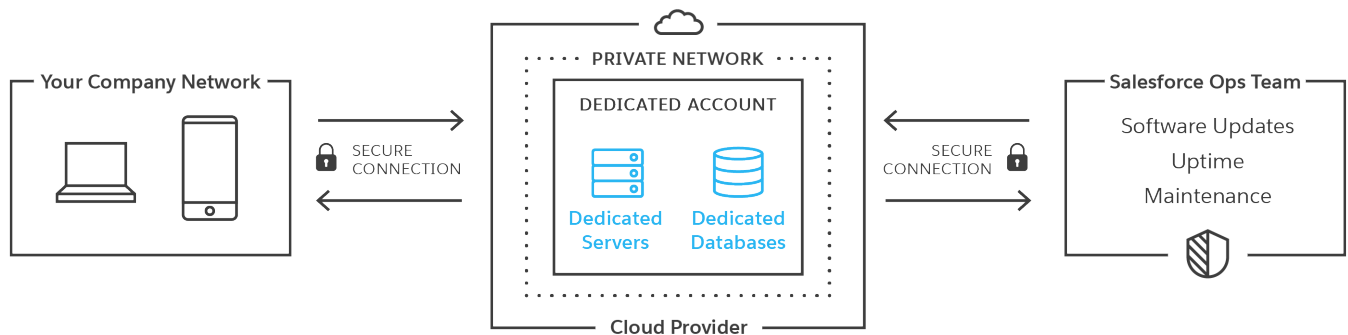 Your Company Network
SECURE
CONNECTION
PRIVATE NETWORK
DEDICATED ACCOUNT
Dedicated
Servers
Dedicated
Databases
Cloud Provider
SECURE
CONNECTION
Salesforce Ops Team
Software Updates
Uptime
Maintenance